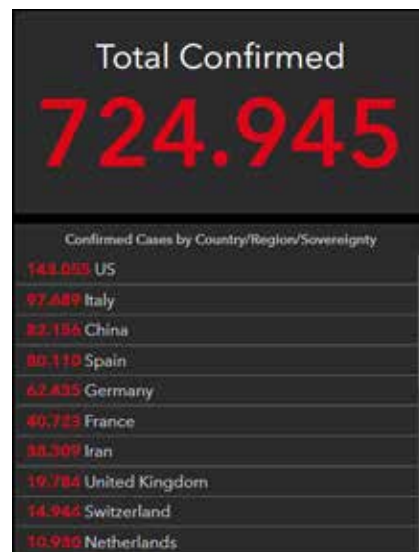 Total Confirmed
724.945
Confirmed Cases by Country/Region/Sovereignty
143.055 US
97.689 Italy
82.156 China
80.110 Spain
62.435 Germany
40.723 France
38.309 Iran
19.784 United Kingdom
14.944 Switzerland
10.930 Netherlands